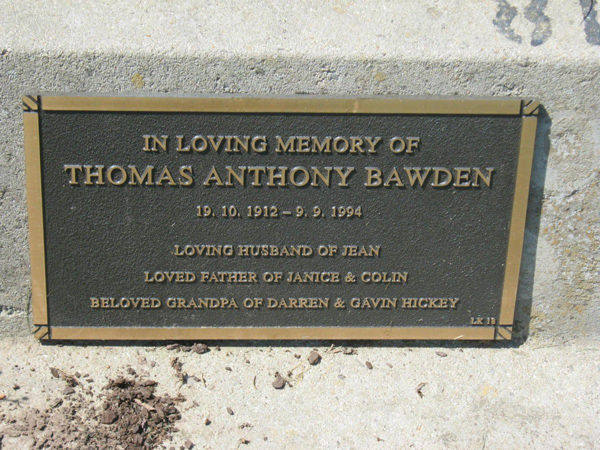 IN LOVING MEMORY OF
THOMAS ANTHONY BAWDEN
19. 10. 1912 – 9. 9. 1994
LOVING HUSBAND OF JEAN
LOVED FATHER OF JANICE & COLIN
BELOVED GRANDPA OF DARREN & GAVIN HICKEY
LK 18